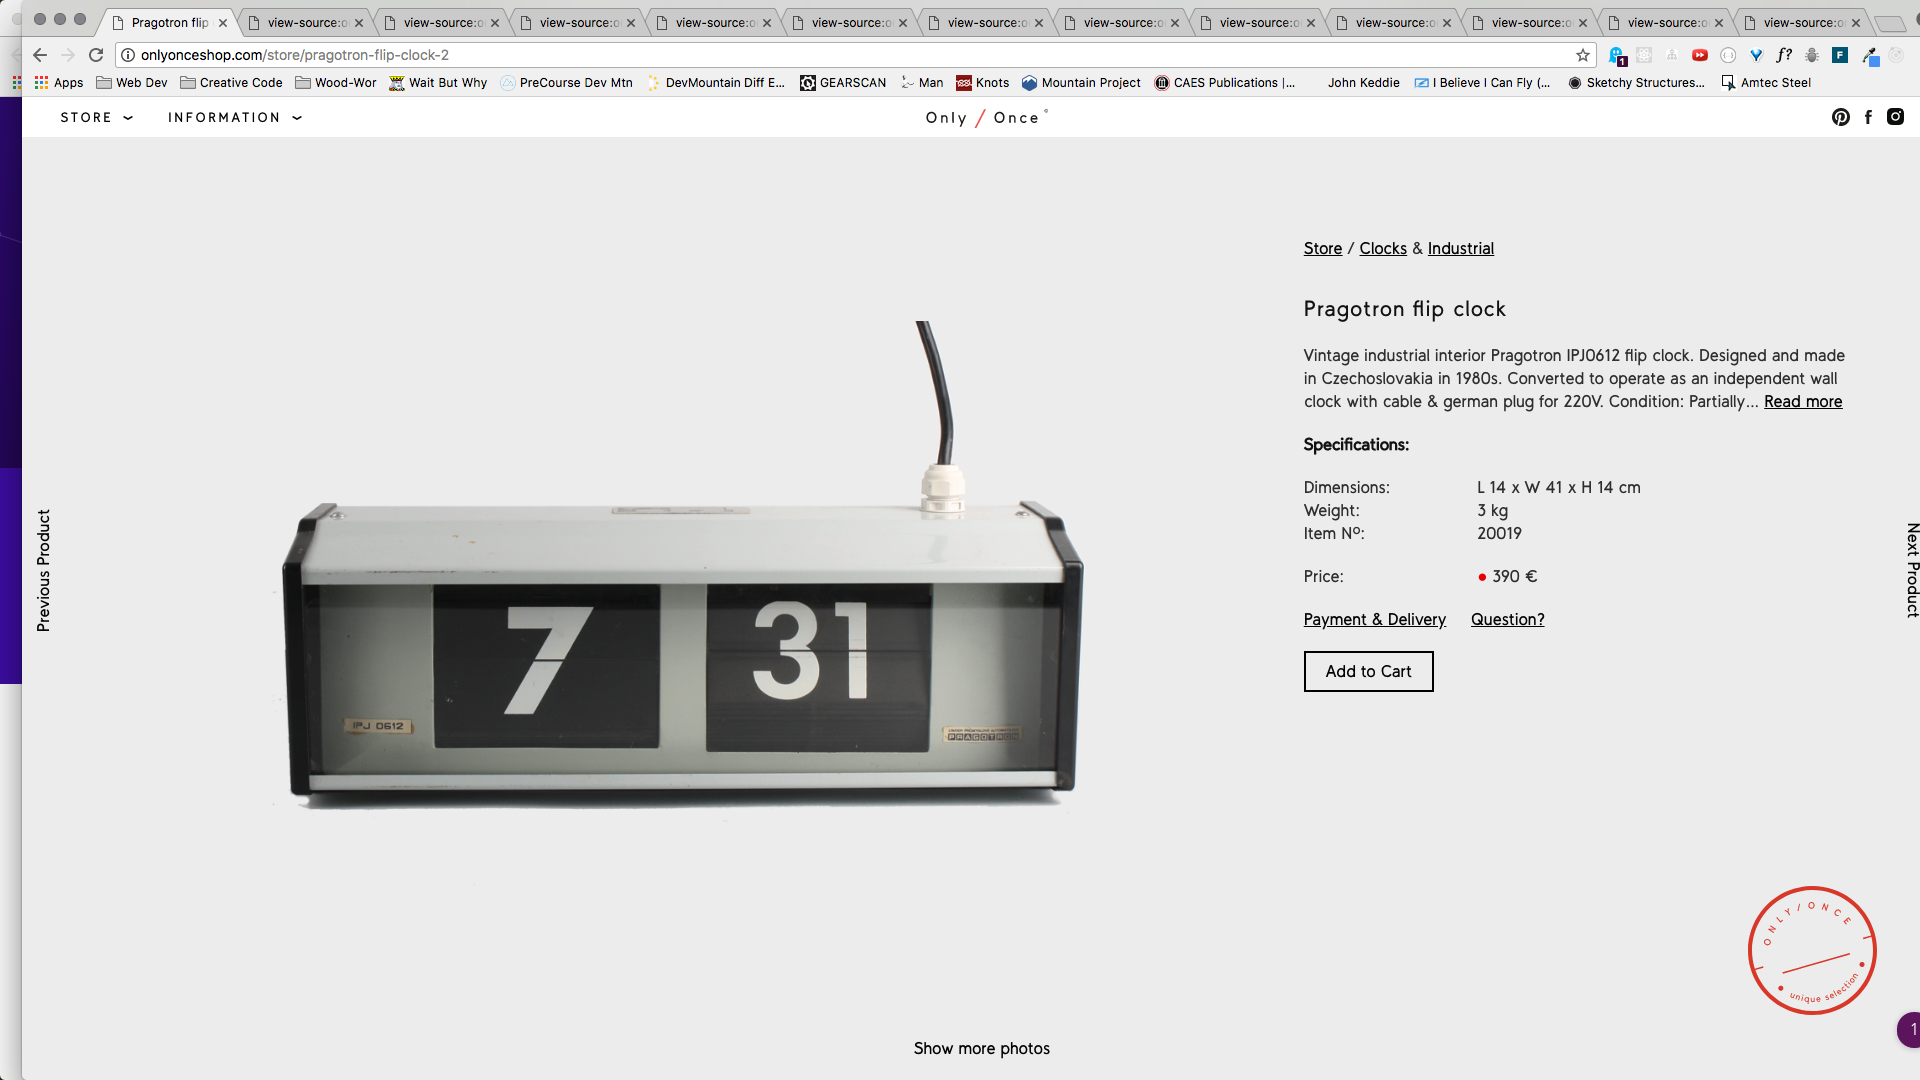 Pragotron flip
view-source:o
view-source:o
view-source:o
view-source:o
view-source:o
view-source:o
view-source:o
view-source:o
view-source:o
view-source:o
view-source:o
view-source:o
onlyonceshop.com/store/pragotron-flip-clock-2
1
f?
F
Apps
Web Dev
Creative Code
Wood-Wor
Wait But Why
PreCourse Dev Mtn
DevMountain Diff E...
GEARSCAN
Man
Knots
Mountain Project
CAES Publications |...
John Keddie
I Believe I Can Fly (...
Sketchy Structures...
Amtec Steel
STORE
INFORMATION
Only / Once
Store / Clocks & Industrial
Pragotron flip clock
Vintage industrial interior Pragotron IPJ0612 flip clock. Designed and made
in Czechoslovakia in 1980s. Converted to operate as an independent wall
clock with cable & german plug for 220V. Condition: Partially... Read more
Specifications:
Dimensions: L 14 x W 41 x H 14 cm
Weight: 3 kg
Item Nº: 20019
Price: 390 €
Payment & Delivery Question?
Add to Cart
Previous Product
Next Product
7 31
IPJ 0612
PRAGOTRON
ONLY/ONCE
unique selection
Show more photos
1